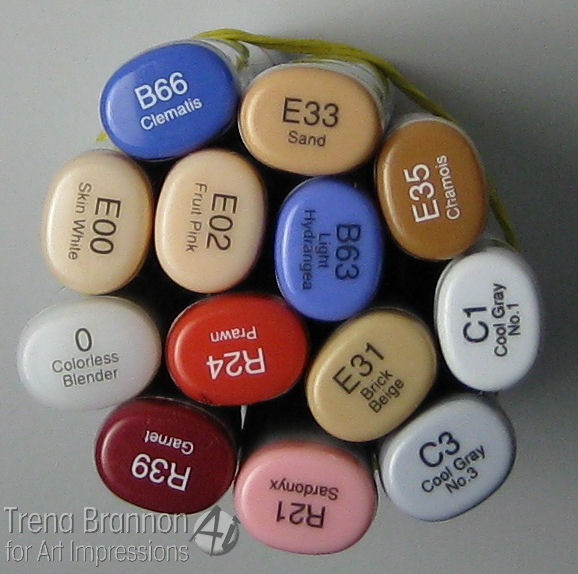 B66
Clematis
E33
Sand
E35
Chamois
E00
Skin White
E02
Fruit Pink
B63
Light
Hydrangea
C1
Cool Gray
No.1
0
Colorless
Blender
R24
Prawn
E31
Brick
Beige
C3
Cool Gray
No.3
R39
Garnet
R21
Sardonyx
Trena Brannon
for Art Impressions
Ai